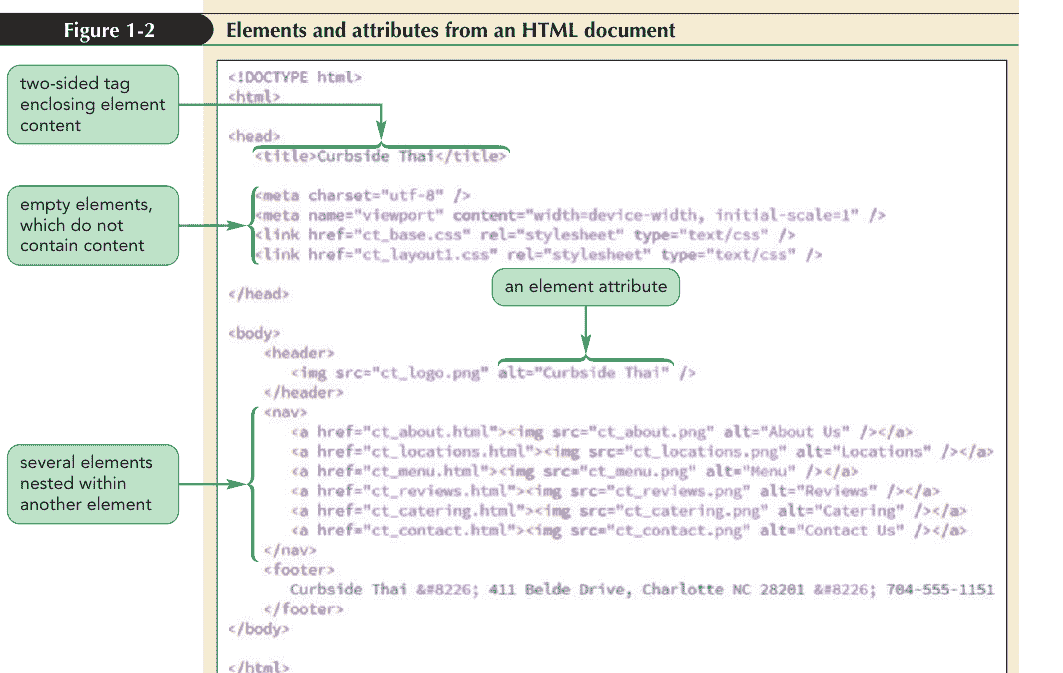 Figure 1-2
Elements and attributes from an HTML document
two-sided tag
enclosing element
content
<!DOCTYPE html>
<html>
<head>
<title>Curbside Thai</title>
empty elements,
which do not
contain content
<meta charset="utf-8" />
<meta name="viewport" content="width=device-width, initial-scale=1" />
<link href="ct_base.css" rel="stylesheet" type="text/css" />
<link href="ct_layout1.css" rel="stylesheet" type="text/css" />
</head>
an element attribute
<body>
<header>
<img src="ct_logo.png" alt="Curbside Thai" />
</header>
several elements
nested within
another element
<nav>
<a href="ct_about.html"><img src="ct_about.png" alt="About Us" /></a>
<a href="ct_locations.html"><img src="ct_locations.png" alt="Locations" /></a>
<a href="ct_menu.html"><img src="ct_menu.png" alt="Menu" /></a>
<a href="ct_reviews.html"><img src="ct_reviews.png" alt="Reviews" /></a>
<a href="ct_catering.html"><img src="ct_catering.png" alt="Catering" /></a>
<a href="ct_contact.html"><img src="ct_contact.png" alt="Contact Us" /></a>
</nav>
<footer>
Curbside Thai &#8226; 411 Belde Drive, Charlotte NC 28201 &#8226; 704-555-1151
</footer>
</body>
</html>